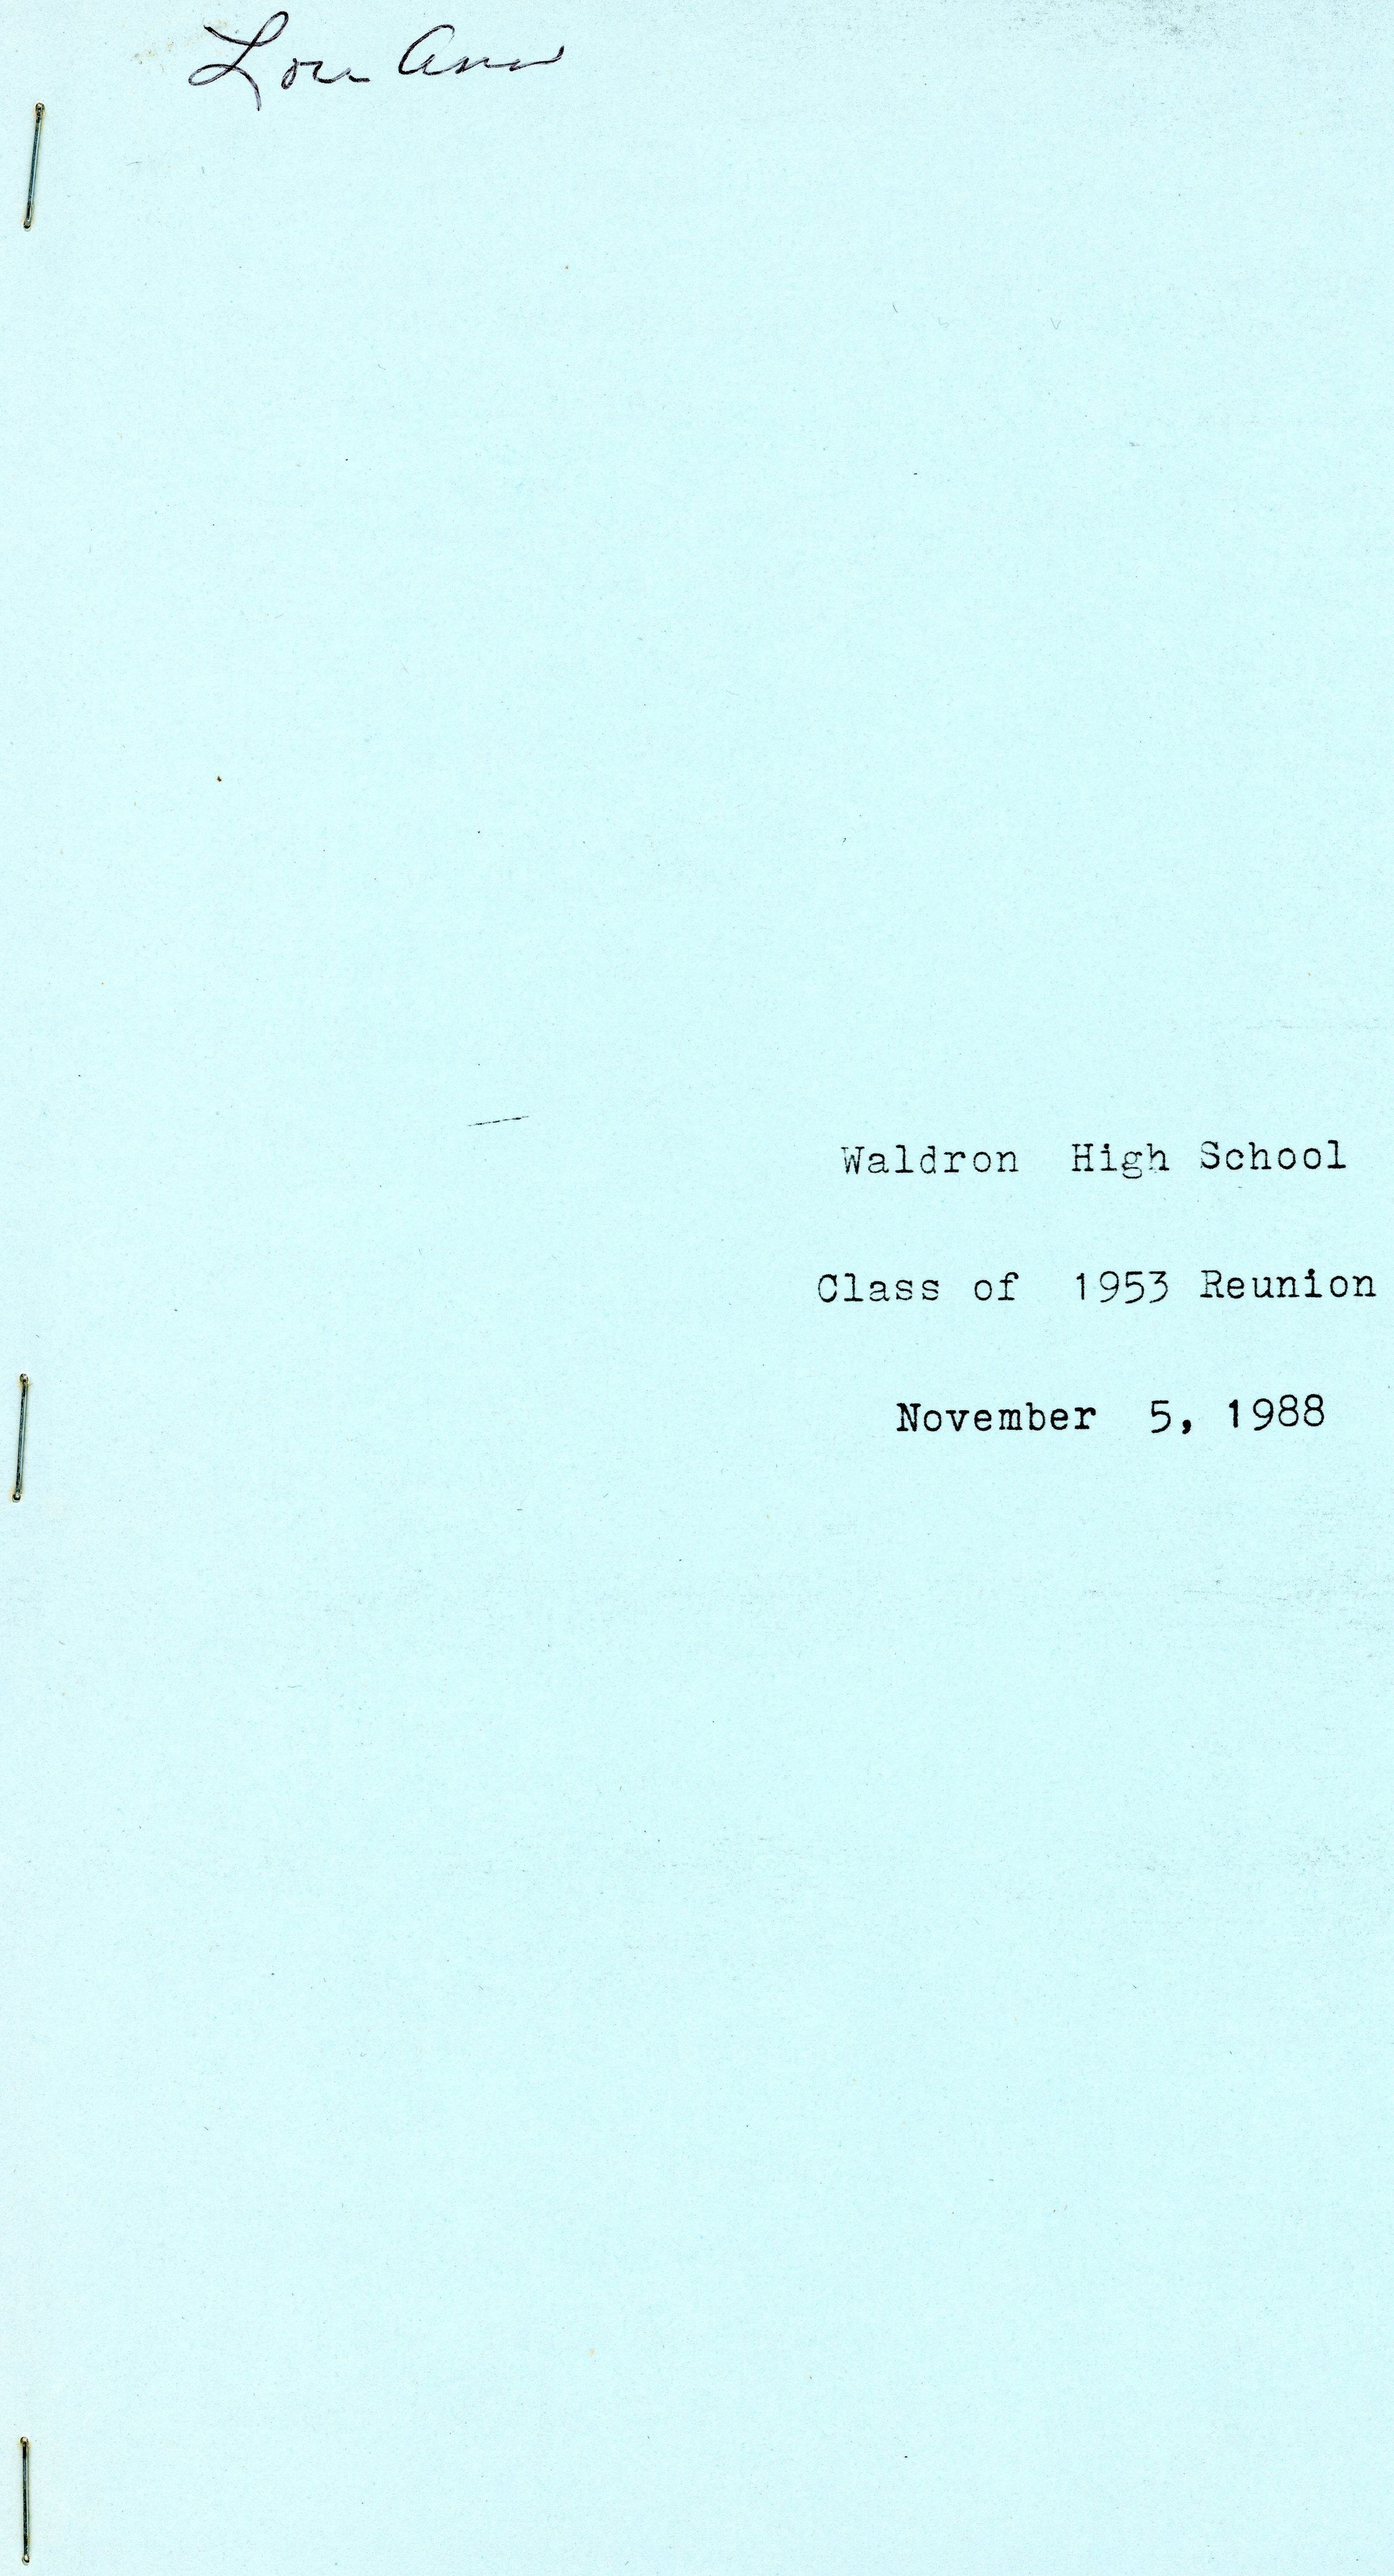 Lou Ann
Waldron High School
Class of 1953 Reunion
November 5, 1988